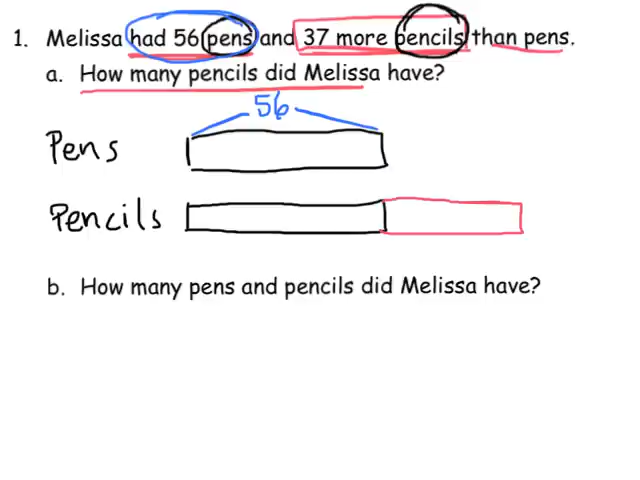 1. Melissa had 56 pens and 37 more pencils than pens.
a. How many pencils did Melissa have?
56
Pens
Pencils
b. How many pens and pencils did Melissa have?